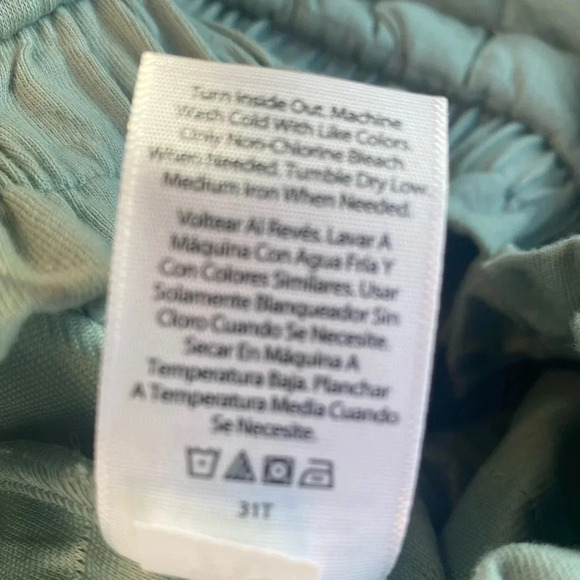 Turn Inside Out. Machine
Wash Cold With Like Colors.
Only Non-Chlorine Bleach
When Needed. Tumble Dry Low.
Medium Iron When Needed.
Voltear Al Revés. Lavar A
Máquina Con Agua Fría Y
Con Colores Similares. Usar
Solamente Blanqueador Sin
Cloro Cuando Se Necesite.
Secar En Máquina A
Temperatura Baja. Planchar
A Temperatura Media Cuando
Se Necesite.
31T